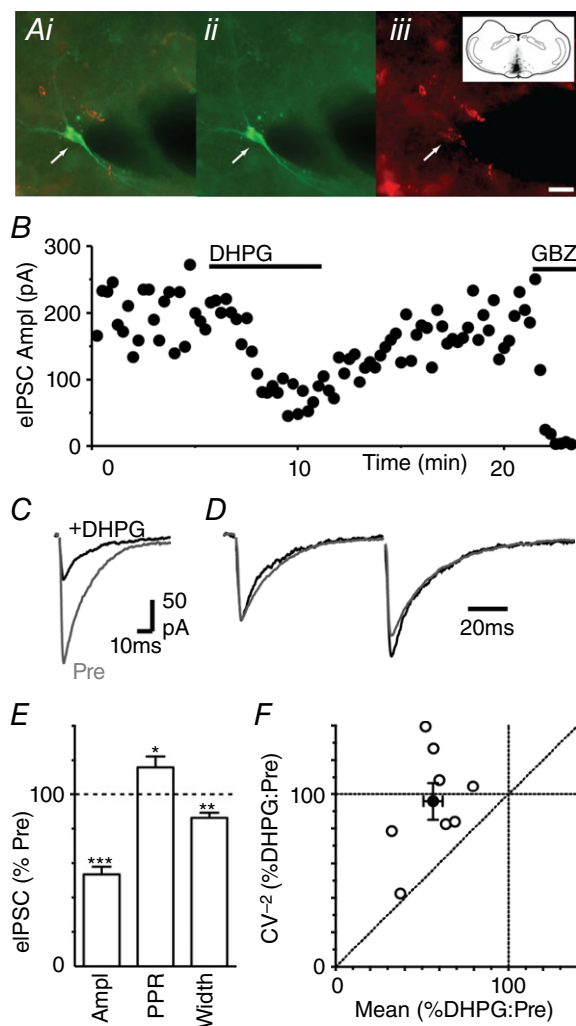 Ai ii iii
B
DHPG GBZ
eIPSC Ampl (pA)
300
200
100
0
0 10 20
Time (min)
C D
+DHPG
50
pA
10ms
Pre
20ms
E F
eIPSC (% Pre)
100
0
***
*
**
Ampl
PPR
Width
CV⁻² (%DHPG:Pre)
100
0
0 100
Mean (%DHPG:Pre)